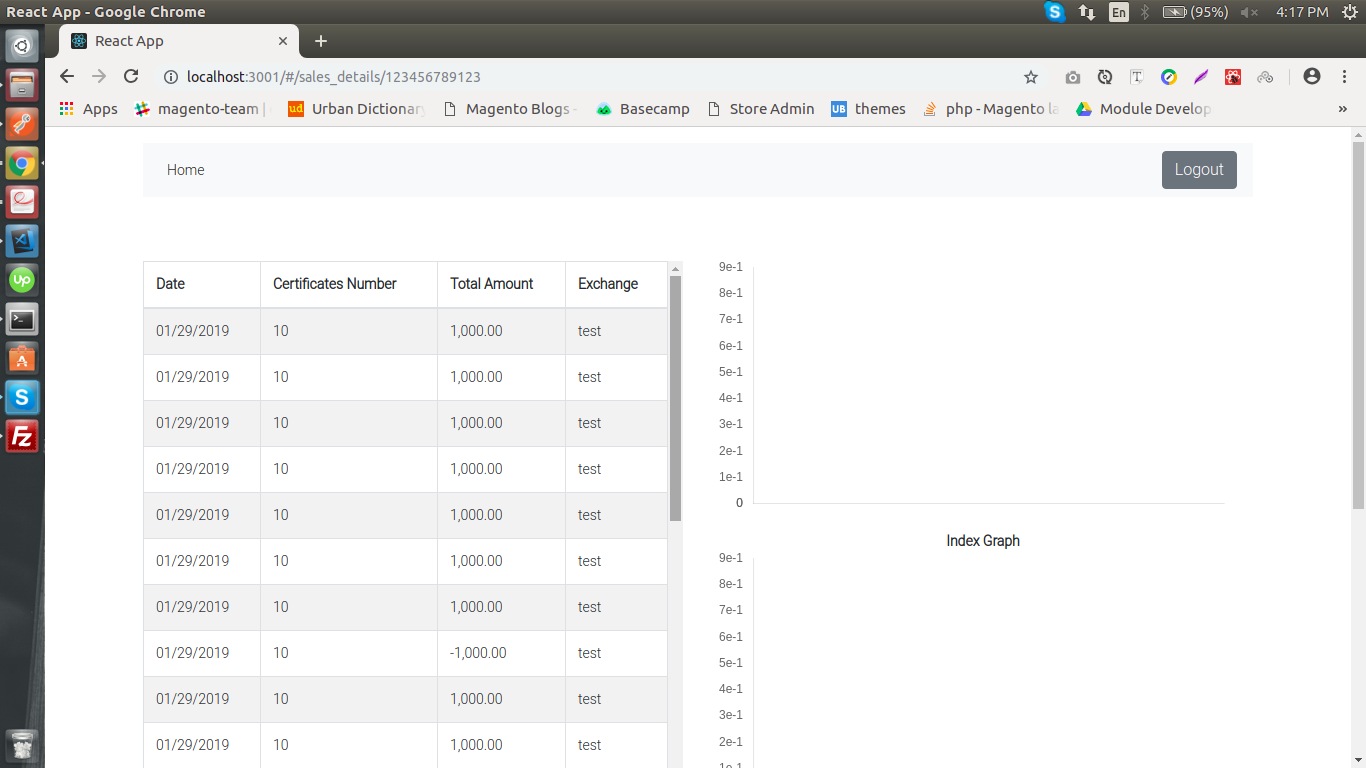 React App - Google Chrome
En
(95%)
4:17 PM
React App
localhost:3001/#/sales_details/123456789123
Apps
magento-team |
ud Urban Dictionar
Magento Blogs -
Basecamp
Store Admin
UB themes
php - Magento la
Module Develop
»
Home
Logout
Date Certificates Number Total Amount Exchange
01/29/2019 10 1,000.00 test
01/29/2019 10 1,000.00 test
01/29/2019 10 1,000.00 test
01/29/2019 10 1,000.00 test
01/29/2019 10 1,000.00 test
01/29/2019 10 1,000.00 test
01/29/2019 10 1,000.00 test
01/29/2019 10 -1,000.00 test
01/29/2019 10 1,000.00 test
01/29/2019 10 1,000.00 test
9e-1
8e-1
7e-1
6e-1
5e-1
4e-1
3e-1
2e-1
1e-1
0
Index Graph
9e-1
8e-1
7e-1
6e-1
5e-1
4e-1
3e-1
2e-1
1e-1
Up
S
Fz